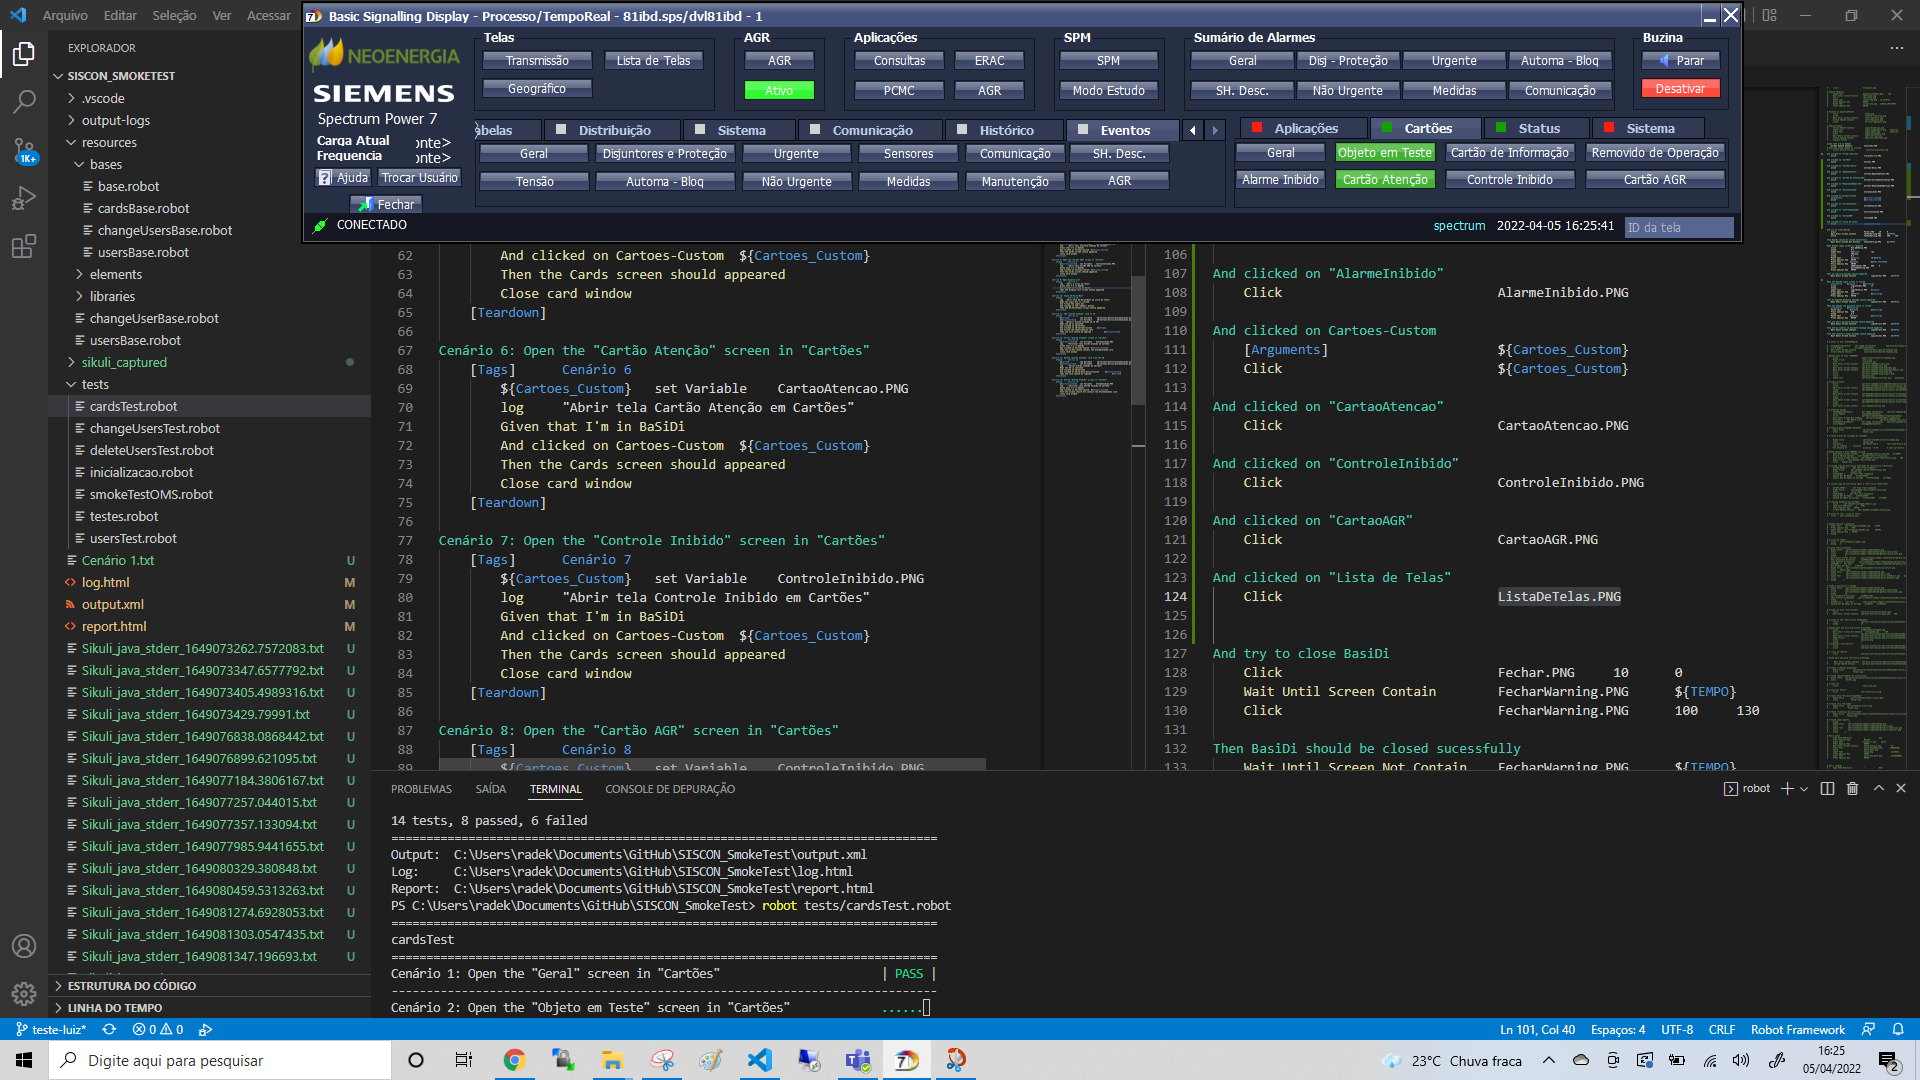 Arquivo Editar Seleção Ver Acessar
Basic Signalling Display - Processo/TempoReal - 81ibd.sps/dvl81ibd - 1
NEOENERGIA
SIEMENS
Spectrum Power 7
Carga Atual onte>
Frequencia onte>
Ajuda Trocar Usuário
Fechar
CONECTADO
Telas
Transmissão Lista de Telas
Geográfico
AGR
AGR
Ativo
Aplicações
Consultas ERAC
PCMC AGR
SPM
SPM
Modo Estudo
Sumário de Alarmes
Geral Disj - Proteção Urgente Automa - Bloq
SH. Desc. Não Urgente Medidas Comunicação
Buzina
Parar
Desativar
abelas Distribuição Sistema Comunicação Histórico Eventos
Geral Disjuntores e Proteção Urgente Sensores Comunicação SH. Desc.
Tensão Automa - Bloq Não Urgente Medidas Manutenção AGR
Aplicações Cartões Status Sistema
Geral Objeto em Teste Cartão de Informação Removido de Operação
Alarme Inibido Cartão Atenção Controle Inibido Cartão AGR
spectrum 2022-04-05 16:25:41 ID da tela
EXPLORADOR
SISCON_SMOKETEST
.vscode
output-logs
resources
bases
base.robot
cardsBase.robot
changeUsersBase.robot
usersBase.robot
elements
libraries
changeUserBase.robot
usersBase.robot
sikuli_captured
tests
cardsTest.robot
changeUsersTest.robot
deleteUsersTest.robot
inicializacao.robot
smokeTestOMS.robot
testes.robot
usersTest.robot
Cenário 1.txt U
log.html M
output.xml M
report.html M
Sikuli_java_stderr_1649073262.7572083.txt U
Sikuli_java_stderr_1649073347.6577792.txt U
Sikuli_java_stderr_1649073405.4989316.txt U
Sikuli_java_stderr_1649073429.79991.txt U
Sikuli_java_stderr_1649076838.0868442.txt U
Sikuli_java_stderr_1649076899.621095.txt U
Sikuli_java_stderr_1649077184.3806167.txt U
Sikuli_java_stderr_1649077257.044015.txt U
Sikuli_java_stderr_1649077357.133094.txt U
Sikuli_java_stderr_1649077985.9441655.txt U
Sikuli_java_stderr_1649080329.380848.txt U
Sikuli_java_stderr_1649080459.5313263.txt U
Sikuli_java_stderr_1649081274.6928053.txt U
Sikuli_java_stderr_1649081303.0547435.txt U
Sikuli_java_stderr_1649081347.196693.txt U
ESTRUTURA DO CÓDIGO
LINHA DO TEMPO
1K+
62 And clicked on Cartoes-Custom ${Cartoes_Custom}
63 Then the Cards screen should appeared
64 Close card window
65 [Teardown]
66
67 Cenário 6: Open the "Cartão Atenção" screen in "Cartões"
68 [Tags] Cenário 6
69 ${Cartoes_Custom} set Variable CartaoAtencao.PNG
70 log "Abrir tela Cartão Atenção em Cartões"
71 Given that I'm in BaSiDi
72 And clicked on Cartoes-Custom ${Cartoes_Custom}
73 Then the Cards screen should appeared
74 Close card window
75 [Teardown]
76
77 Cenário 7: Open the "Controle Inibido" screen in "Cartões"
78 [Tags] Cenário 7
79 ${Cartoes_Custom} set Variable ControleInibido.PNG
80 log "Abrir tela Controle Inibido em Cartões"
81 Given that I'm in BaSiDi
82 And clicked on Cartoes-Custom ${Cartoes_Custom}
83 Then the Cards screen should appeared
84 Close card window
85 [Teardown]
86
87 Cenário 8: Open the "Cartão AGR" screen in "Cartões"
88 [Tags] Cenário 8
89 ${Cartoes_Custom} set Variable ControleInibido.PNG
106
107 And clicked on "AlarmeInibido"
108 Click AlarmeInibido.PNG
109
110 And clicked on Cartoes-Custom
111 [Arguments] ${Cartoes_Custom}
112 Click ${Cartoes_Custom}
113
114 And clicked on "CartaoAtencao"
115 Click CartaoAtencao.PNG
116
117 And clicked on "ControleInibido"
118 Click ControleInibido.PNG
119
120 And clicked on "CartaoAGR"
121 Click CartaoAGR.PNG
122
123 And clicked on "Lista de Telas"
124 Click ListaDeTelas.PNG
125
126
127 And try to close BasiDi
128 Click Fechar.PNG 10 0
129 Wait Until Screen Contain FecharWarning.PNG ${TEMPO}
130 Click FecharWarning.PNG 100 130
131
132 Then BasiDi should be closed sucessfully
133 Wait Until Screen Not Contain FecharWarning.PNG ${TEMPO}
PROBLEMAS SAÍDA TERMINAL CONSOLE DE DEPURAÇÃO
robot
14 tests, 8 passed, 6 failed
==============================================================================
Output: C:\Users\radek\Documents\GitHub\SISCON_SmokeTest\output.xml
Log: C:\Users\radek\Documents\GitHub\SISCON_SmokeTest\log.html
Report: C:\Users\radek\Documents\GitHub\SISCON_SmokeTest\report.html
PS C:\Users\radek\Documents\GitHub\SISCON_SmokeTest> robot tests/cardsTest.robot
==============================================================================
cardsTest
==============================================================================
Cenário 1: Open the "Geral" screen in "Cartões" | PASS |
------------------------------------------------------------------------------
Cenário 2: Open the "Objeto em Teste" screen in "Cartões" ......
teste-luiz* 0 0
Ln 101, Col 40 Espaços: 4 UTF-8 CRLF Robot Framework
Digite aqui para pesquisar
23°C Chuva fraca
16:25
05/04/2022
2